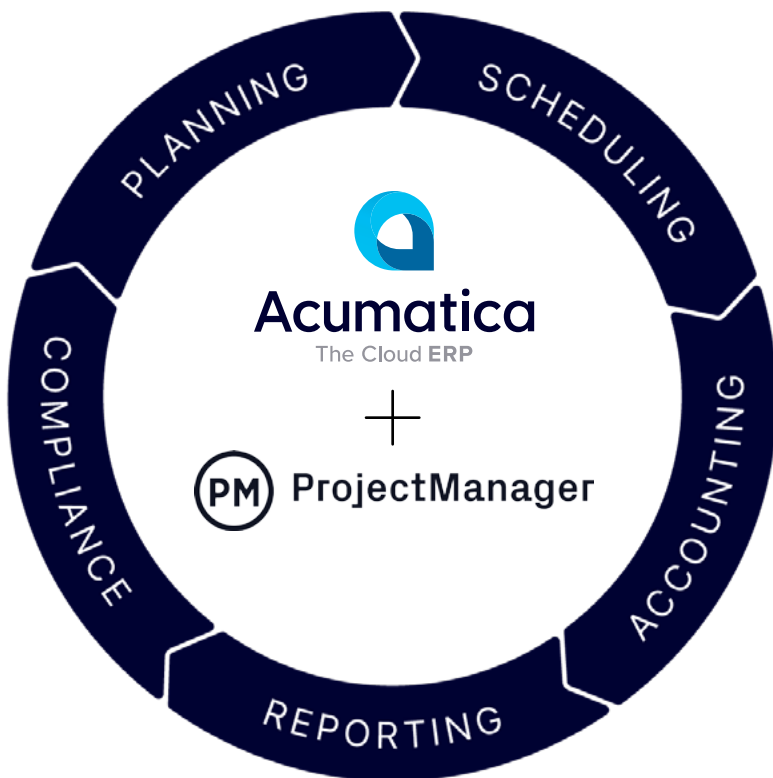 PLANNING
SCHEDULING
ACCOUNTING
REPORTING
COMPLIANCE
Acumatica
The Cloud ERP
PM ProjectManager